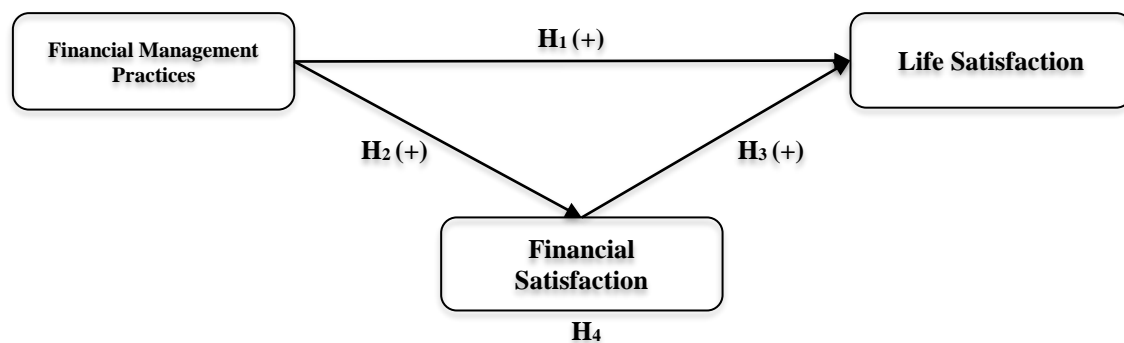 Financial Management
Practices
H₁ (+)
Life Satisfaction
H₂ (+)
H₃ (+)
Financial
Satisfaction
H₄